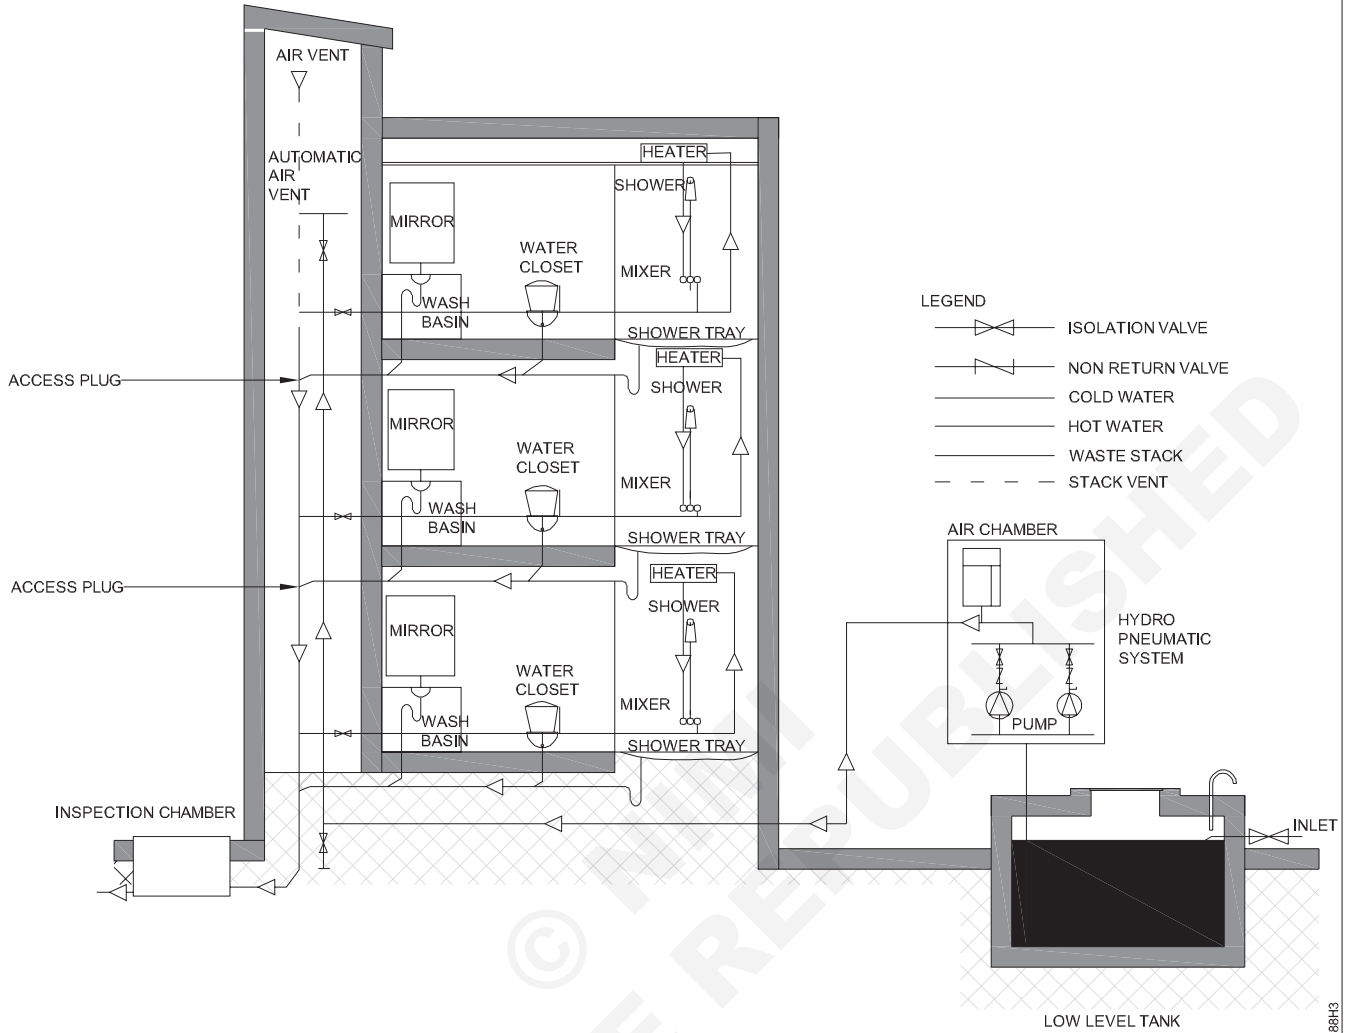 AIR VENT
AUTOMATIC
AIR
VENT
HEATER
SHOWER
MIRROR
WATER
CLOSET
MIXER
WASH
BASIN
SHOWER TRAY
ACCESS PLUG
HEATER
SHOWER
MIRROR
WATER
CLOSET
MIXER
WASH
BASIN
SHOWER TRAY
ACCESS PLUG
HEATER
SHOWER
MIRROR
WATER
CLOSET
MIXER
WASH
BASIN
SHOWER TRAY
INSPECTION CHAMBER
LEGEND
ISOLATION VALVE
NON RETURN VALVE
COLD WATER
HOT WATER
WASTE STACK
STACK VENT
AIR CHAMBER
HYDRO
PNEUMATIC
SYSTEM
PUMP
INLET
LOW LEVEL TANK
88H3
© NIMI
E REPUBLISHED